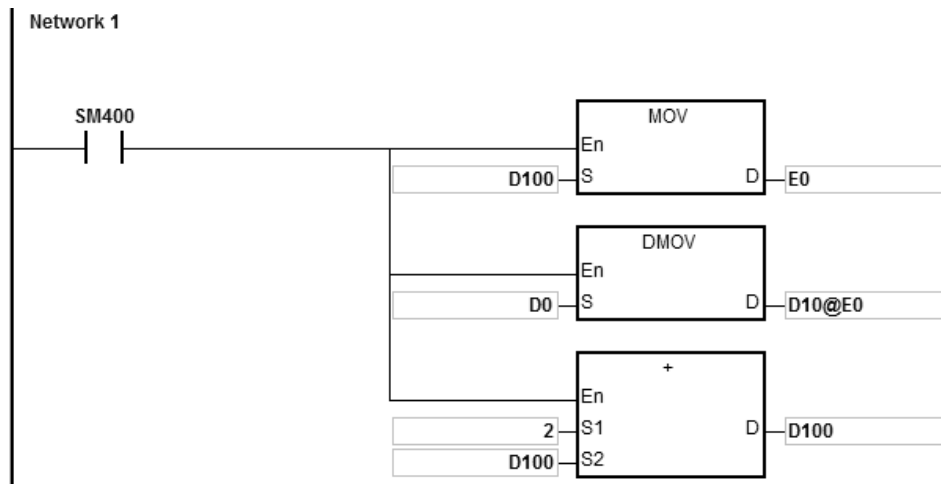 Network 1
SM400
MOV
En
D100 S D E0
DMOV
En
D0 S D D10@E0
+
En
2 S1 D D100
D100 S2